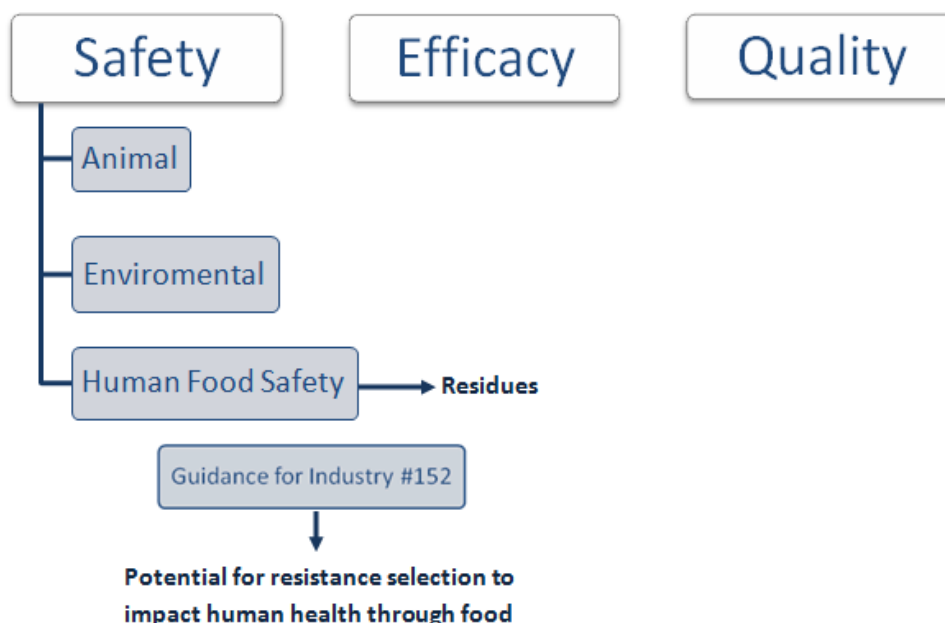 Safety
Efficacy
Quality
Animal
Enviromental
Human Food Safety
Residues
Guidance for Industry #152
Potential for resistance selection to
impact human health through food